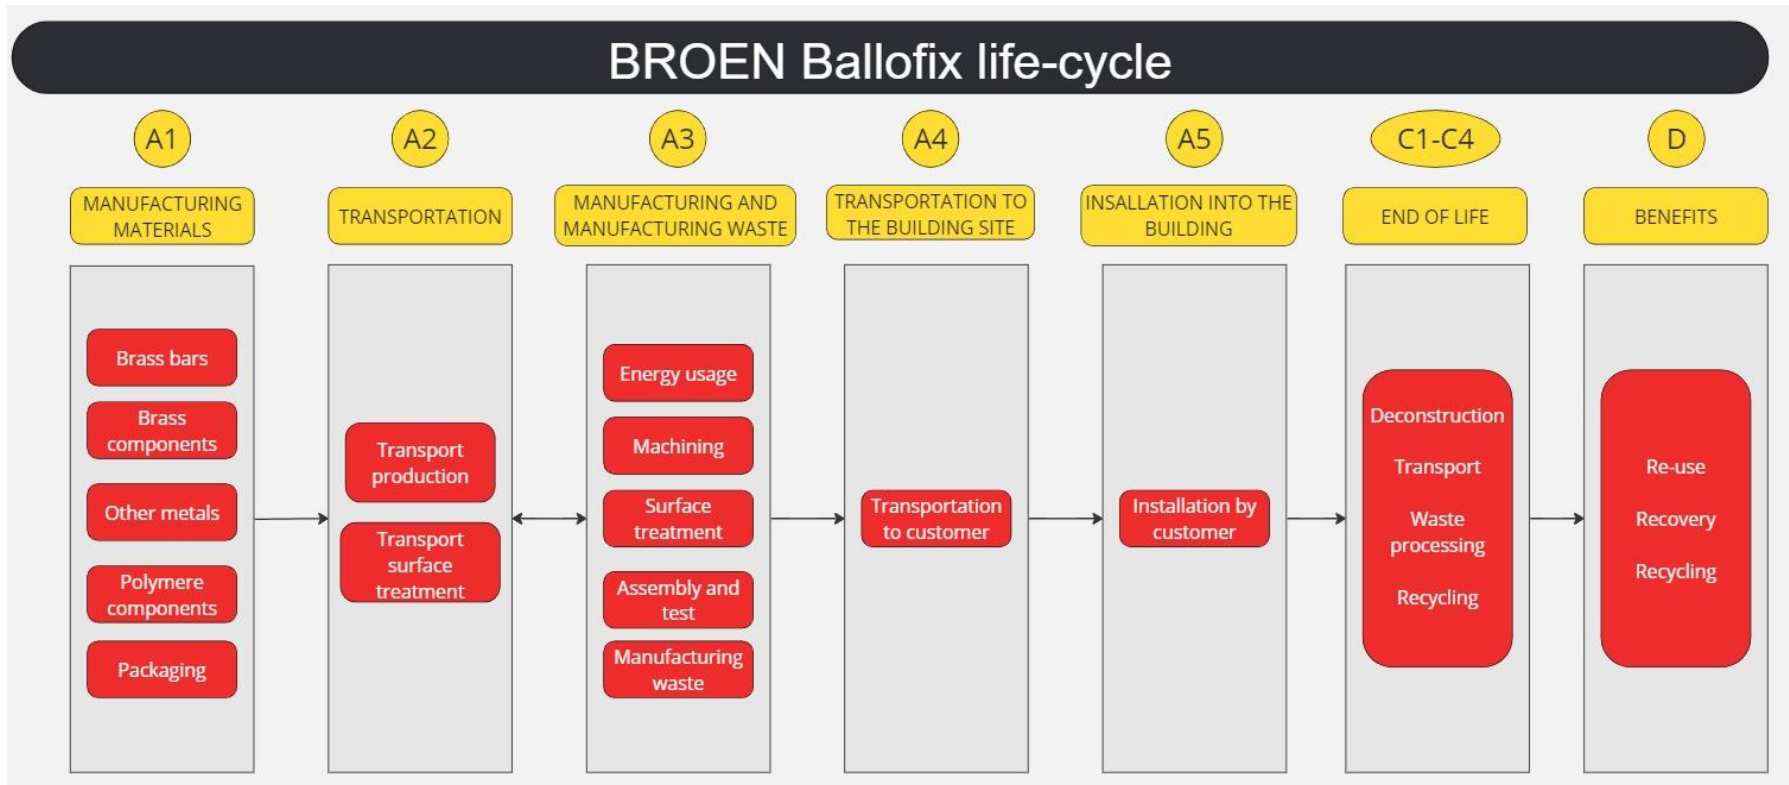 BROEN Ballofix life-cycle
A1
MANUFACTURING
MATERIALS
Brass bars
Brass
components
Other metals
Polymere
components
Packaging
A2
TRANSPORTATION
Transport
production
Transport
surface
treatment
A3
MANUFACTURING AND
MANUFACTURING WASTE
Energy usage
Machining
Surface
treatment
Assembly and
test
Manufacturing
waste
A4
TRANSPORTATION TO
THE BUILDING SITE
Transportation
to customer
A5
INSALLATION INTO THE
BUILDING
Installation by
customer
C1-C4
END OF LIFE
Deconstruction
Transport
Waste
processing
Recycling
D
BENEFITS
Re-use
Recovery
Recycling